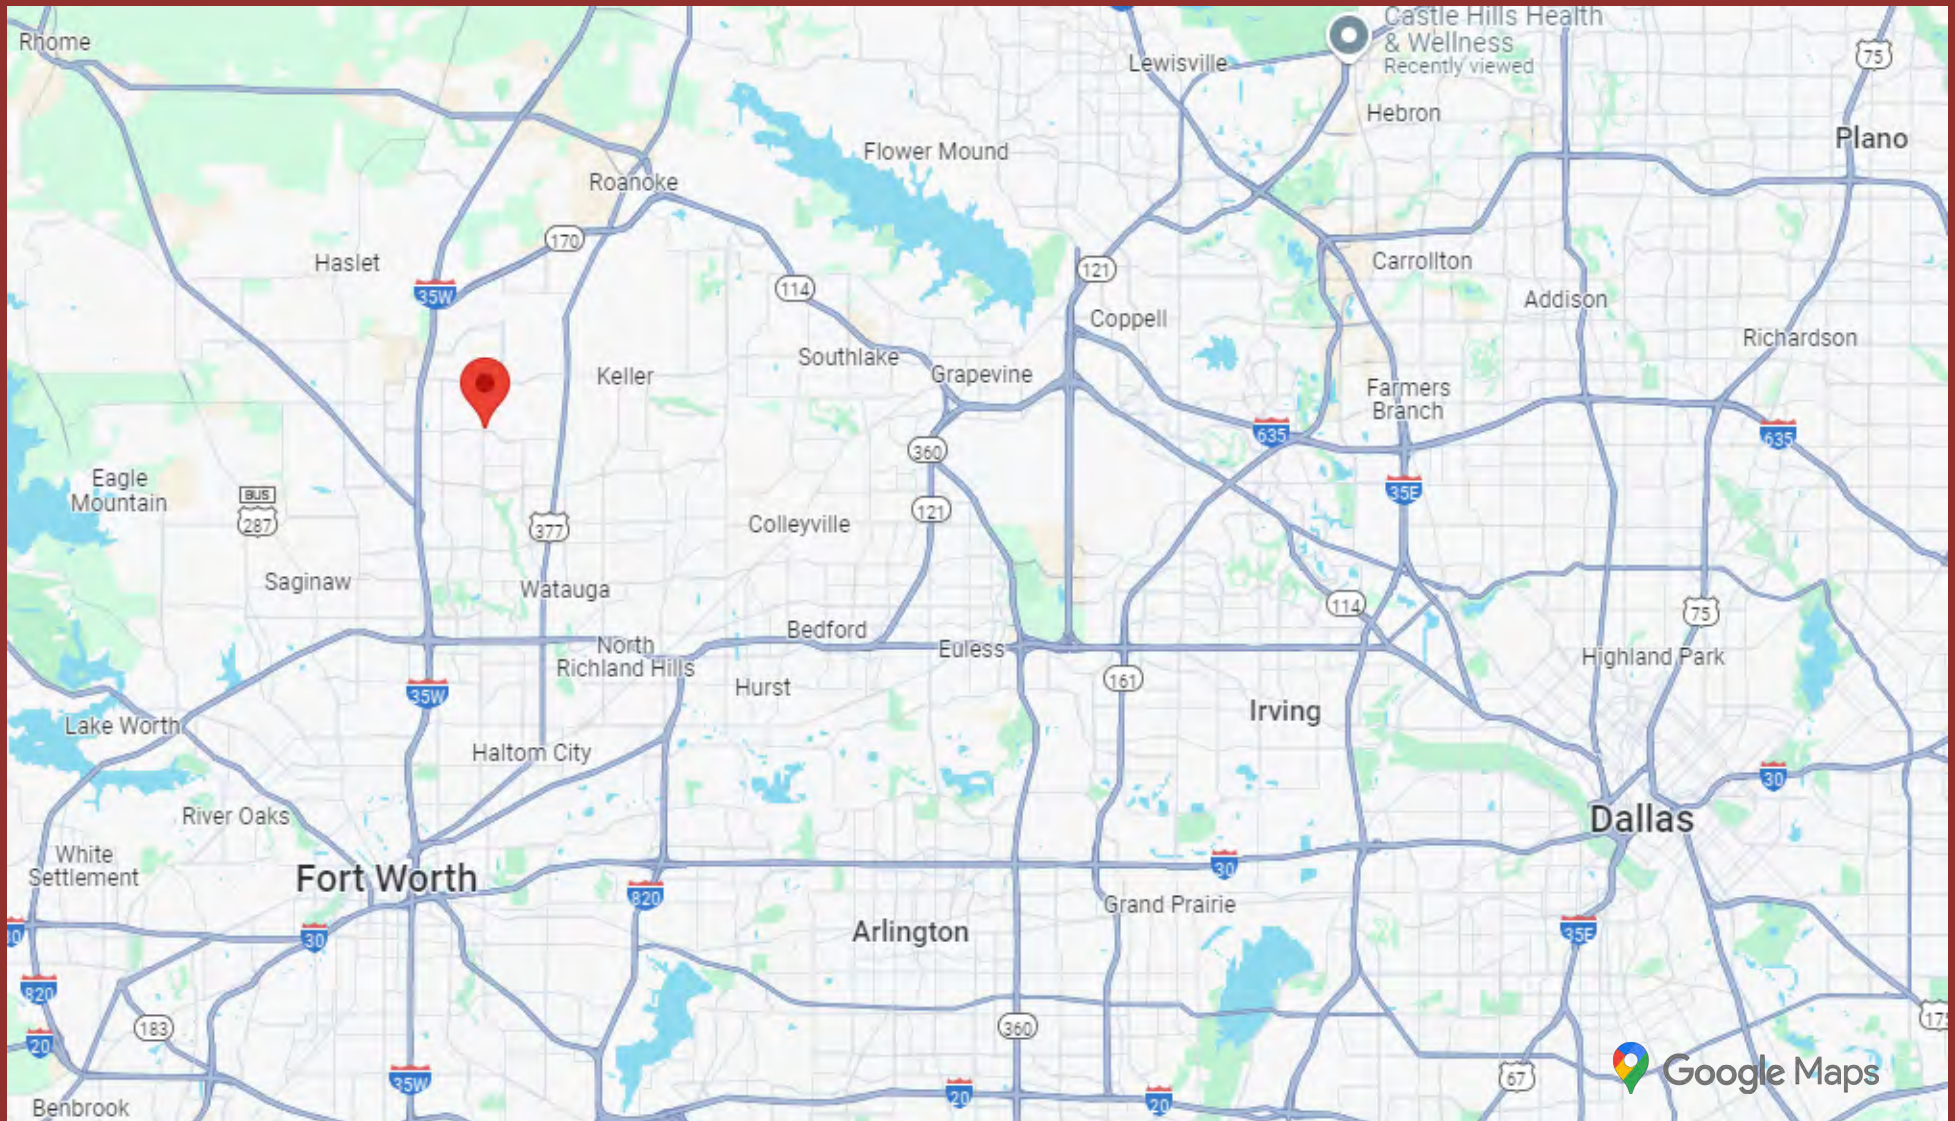 Castle Hills Health
& Wellness
Recently viewed
Rhome
Lewisville
75
Hebron
Plano
Flower Mound
Roanoke
170
Haslet
35W
114
121
Carrollton
Addison
Coppell
Richardson
Southlake
Grapevine
Keller
Farmers
Branch
635
635
360
35E
Eagle
Mountain
BUS
287
121
377
Colleyville
Saginaw
Watauga
114
75
Bedford
North
Richland Hills
Euless
Highland Park
35W
Hurst
161
Irving
Lake Worth
Haltom City
30
River Oaks
Dallas
White
Settlement
Fort Worth
30
820
Grand Prairie
Arlington
30
35E
820
183
360
20
35W
67
Google Maps
20
20
Benbrook